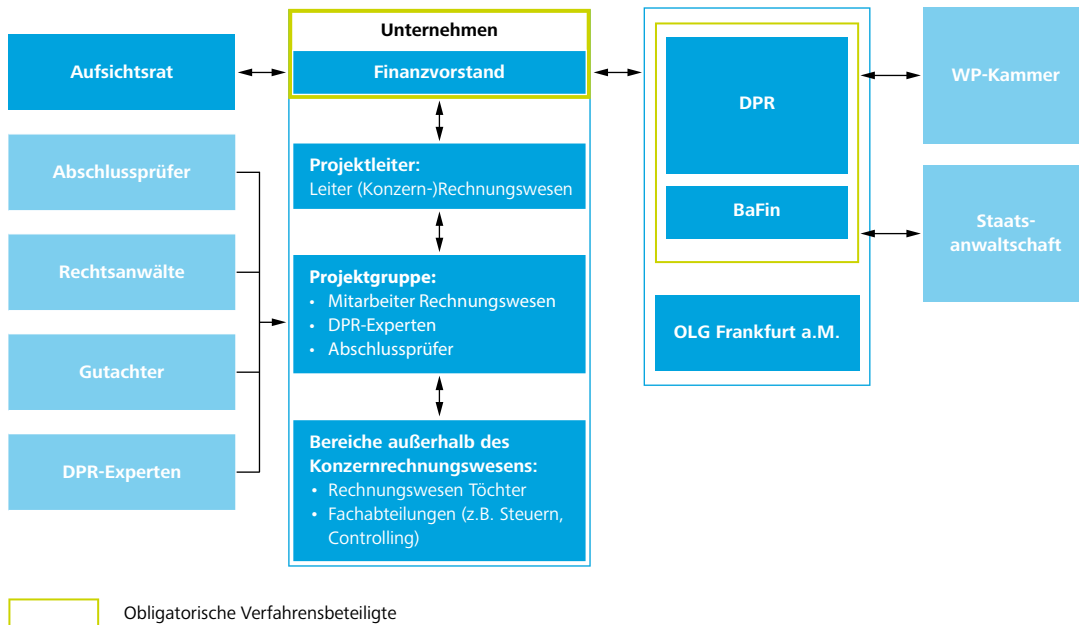 Aufsichtsrat
Abschlussprüfer
Rechtsanwälte
Gutachter
DPR-Experten
Unternehmen
Finanzvorstand
Projektleiter:
Leiter (Konzern-)Rechnungswesen
Projektgruppe:
• Mitarbeiter Rechnungswesen
• DPR-Experten
• Abschlussprüfer
Bereiche außerhalb des
Konzernrechnungswesens:
• Rechnungswesen Töchter
• Fachabteilungen (z.B. Steuern,
Controlling)
DPR
BaFin
OLG Frankfurt a.M.
WP-Kammer
Staats-
anwaltschaft
Obligatorische Verfahrensbeteiligte